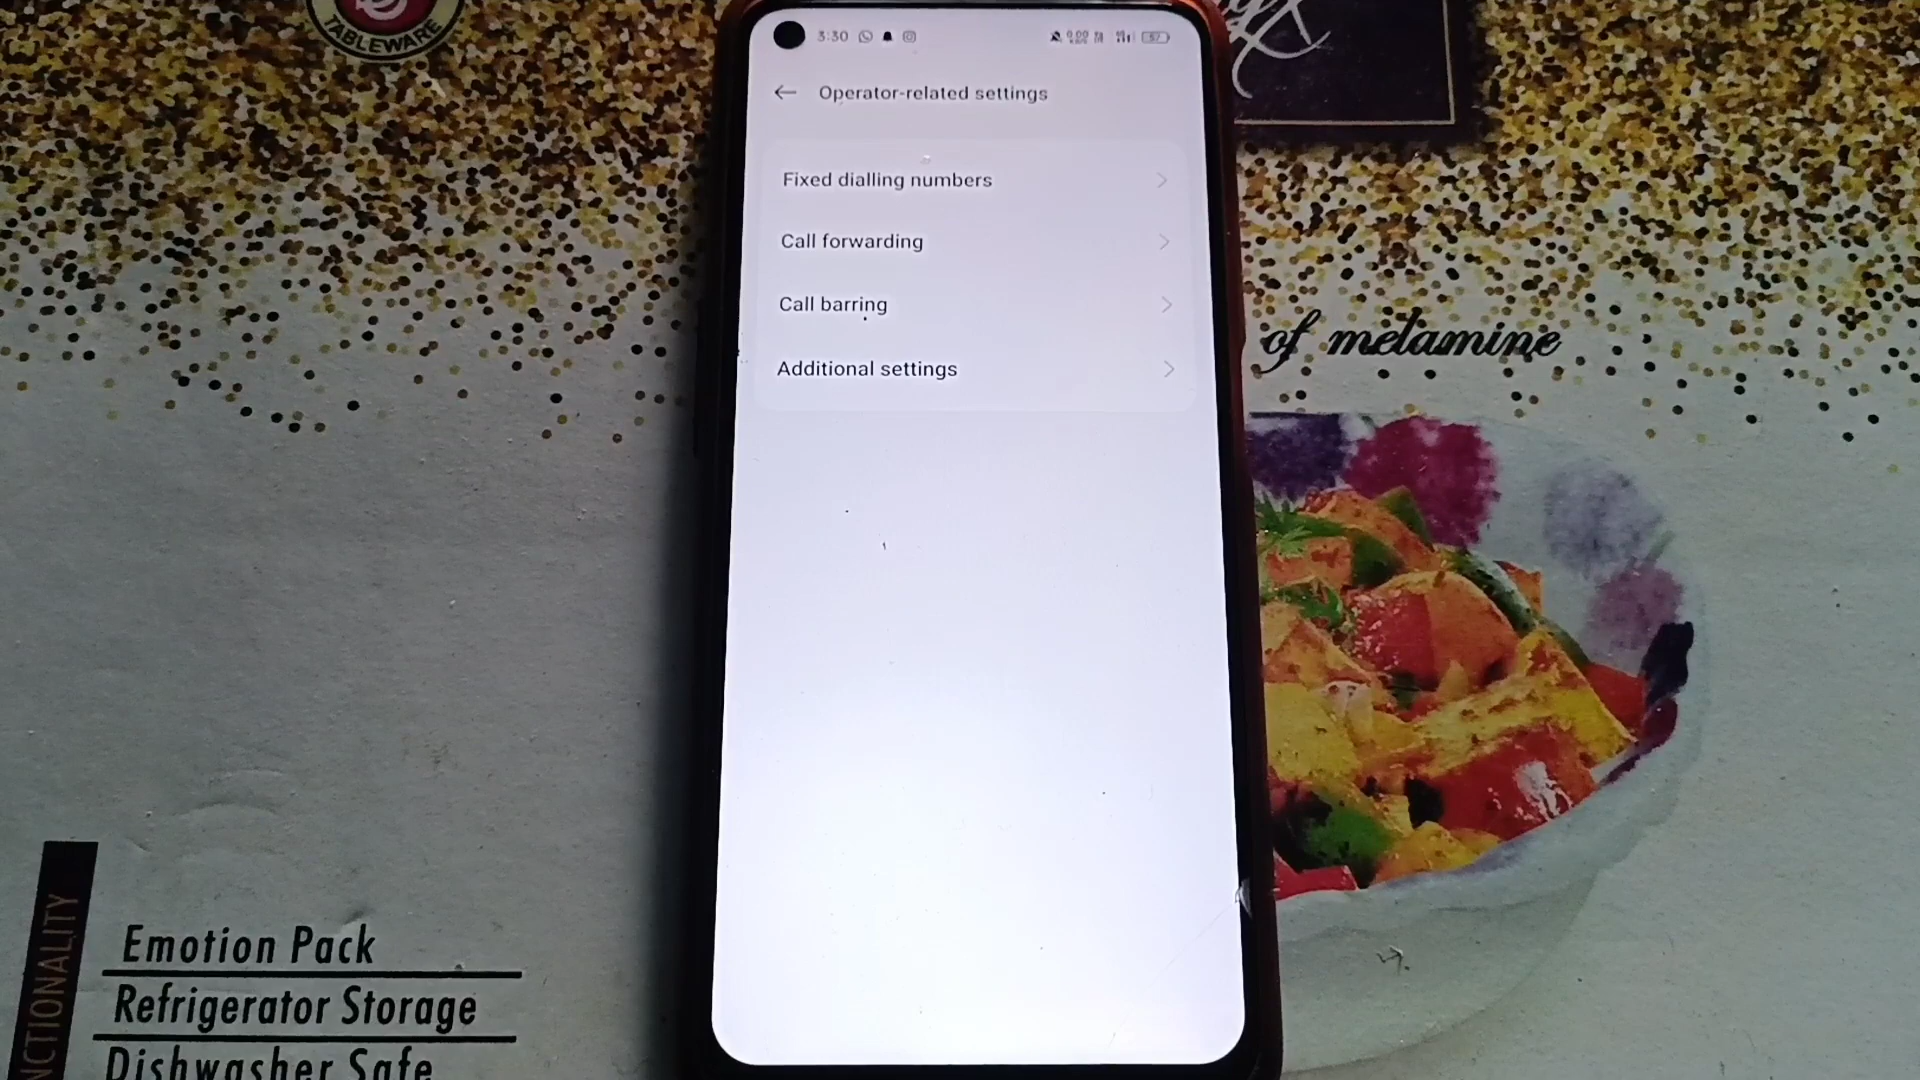 TABLEWARE
3:30
57
Operator-related settings
Fixed dialling numbers
Call forwarding
Call barring
Additional settings
of melamine
NCTIONALITY
Emotion Pack
Refrigerator Storage
Dishwasher Safe